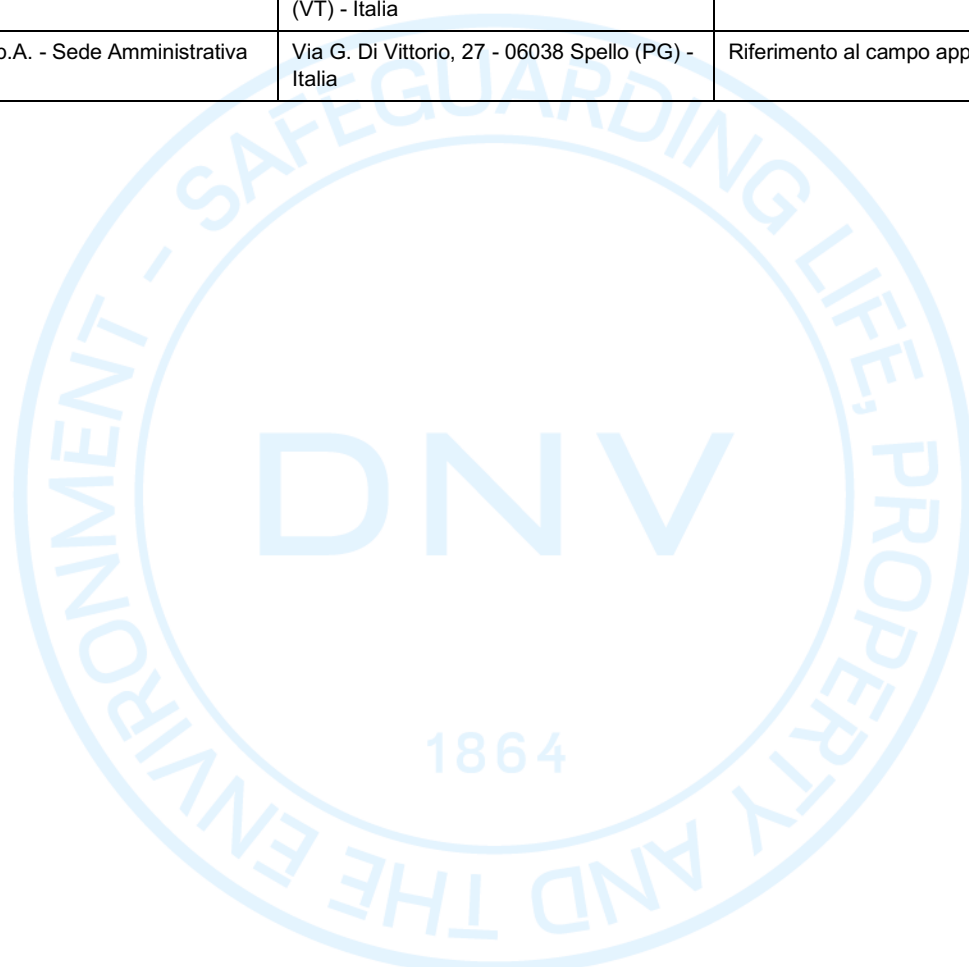 (VT) - Italia
o.A. - Sede Amministrativa
Via G. Di Vittorio, 27 - 06038 Spello (PG) -
Italia
Riferimento al campo app
SAFEGUARDING LIFE, PROPERTY AND THE ENVIRONMENT -
DNV
1864